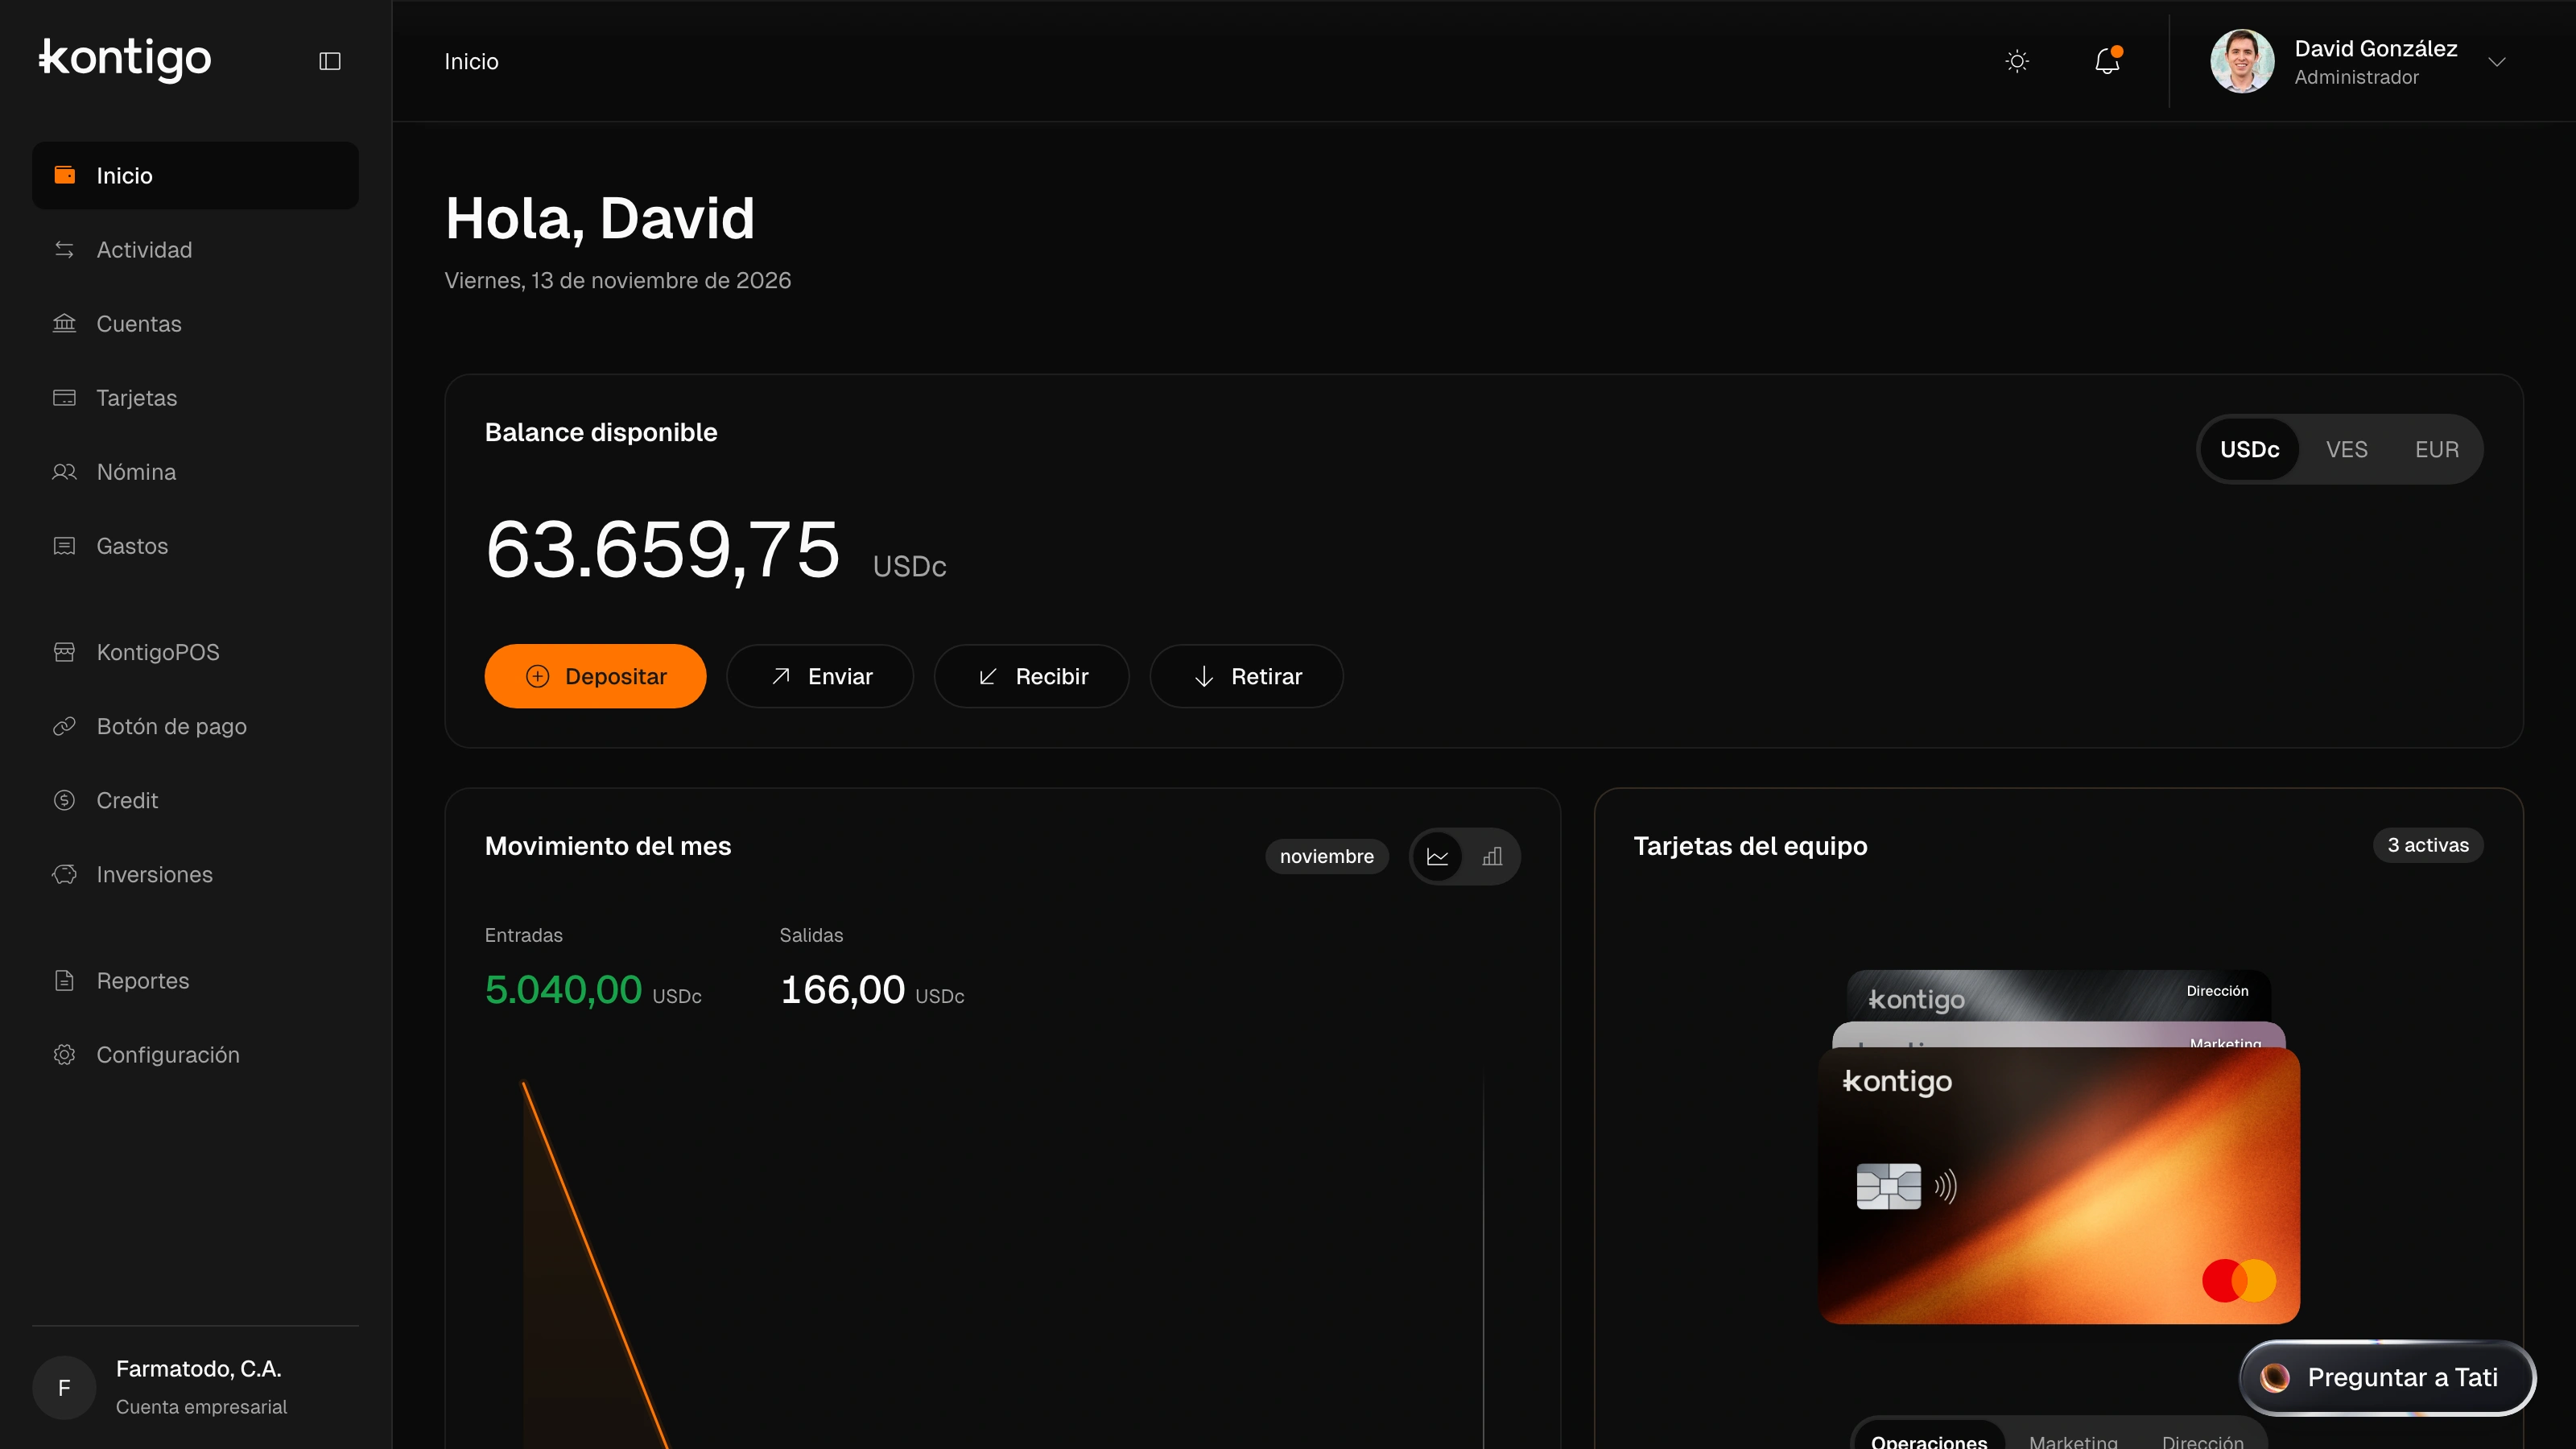 kontigo
Inicio
Actividad
Cuentas
Tarjetas
Nómina
Gastos
KontigoPOS
Botón de pago
Credit
Inversiones
Reportes
Configuración
F
Farmatodo, C.A.
Cuenta empresarial
Inicio
David González
Administrador
Hola, David
Viernes, 13 de noviembre de 2026
Balance disponible
USDc VES EUR
63.659,75 USDc
Depositar Enviar Recibir Retirar
Movimiento del mes
noviembre
Entradas
5.040,00 USDc
Salidas
166,00 USDc
Tarjetas del equipo
3 activas
kontigo Dirección
Marketing
kontigo
Preguntar a Tati
Operaciones Marketing Dirección